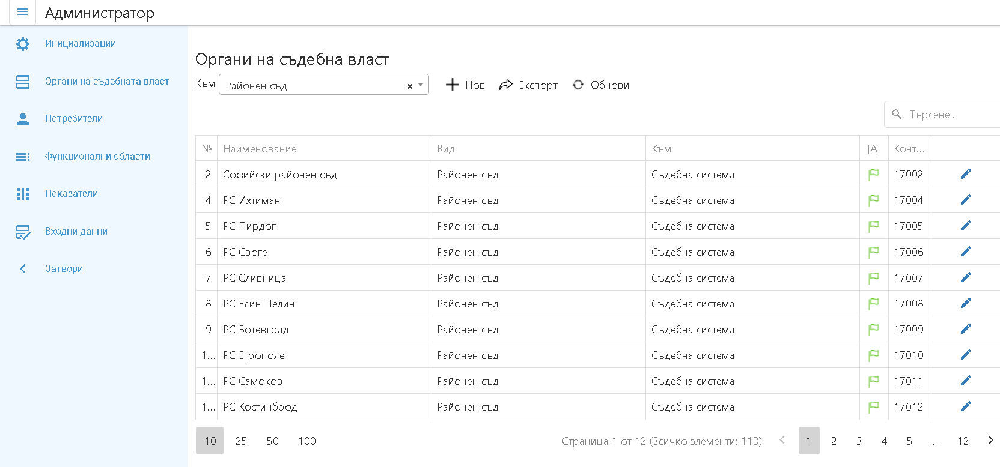 Администратор
Инициализации
Органи на съдебната власт
Потребители
Функционални области
Показатели
Входни данни
Затвори
Органи на съдебна власт
Към Районен съд × Нов Експорт Обнови
Търсене...
№ Наименование Вид Към [A] Конт...
2 Софийски районен съд Районен съд Съдебна система 17002
4 РС Ихтиман Районен съд Съдебна система 17004
5 РС Пирдоп Районен съд Съдебна система 17005
6 РС Своге Районен съд Съдебна система 17006
7 РС Сливница Районен съд Съдебна система 17007
8 РС Елин Пелин Районен съд Съдебна система 17008
9 РС Ботевград Районен съд Съдебна система 17009
1... РС Етрополе Районен съд Съдебна система 17010
1... РС Самоков Районен съд Съдебна система 17011
1... РС Костинброд Районен съд Съдебна система 17012
10 25 50 100 Страница 1 от 12 (Всичко элементи: 113) 1 2 3 4 5 ... 12